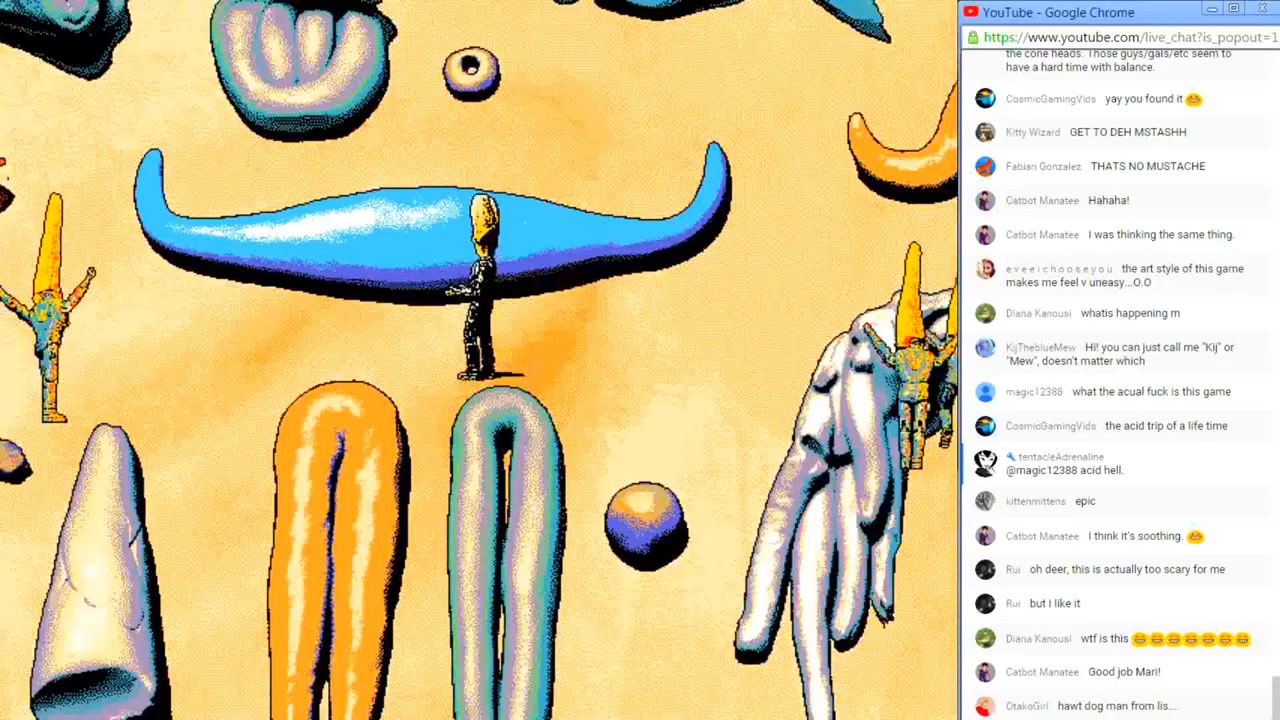 YouTube - Google Chrome
https://www.youtube.com/live_chat?is_popout=1
the cone heads. Those guys/gals/etc seem to
have a hard time with balance.
CosmicGamingVids yay you found it 😄
Kitty Wizard GET TO DEH MSTASHH
Fabian Gonzalez THATS NO MUSTACHE
Catbot Manatee Hahaha!
Catbot Manatee I was thinking the same thing.
e v e e i c h o o s e y o u the art style of this game
makes me feel v uneasy...O.O
Diana Kanousi whatis happening m
KijTheblueMew Hi! you can just call me "Kij" or
"Mew", doesn't matter which
magic12388 what the acual fuck is this game
CosmicGamingVids the acid trip of a life time
tentacleAdrenaline
@magic12388 acid hell.
kittenmittens epic
Catbot Manatee I think it's soothing. 😄
Rui oh deer, this is actually too scary for me
Rui but I like it
Diana Kanousi wtf is this 😄😄😄😄😄😄😄
Catbot Manatee Good job Mari!
OtakoGirl hawt dog man from lis....